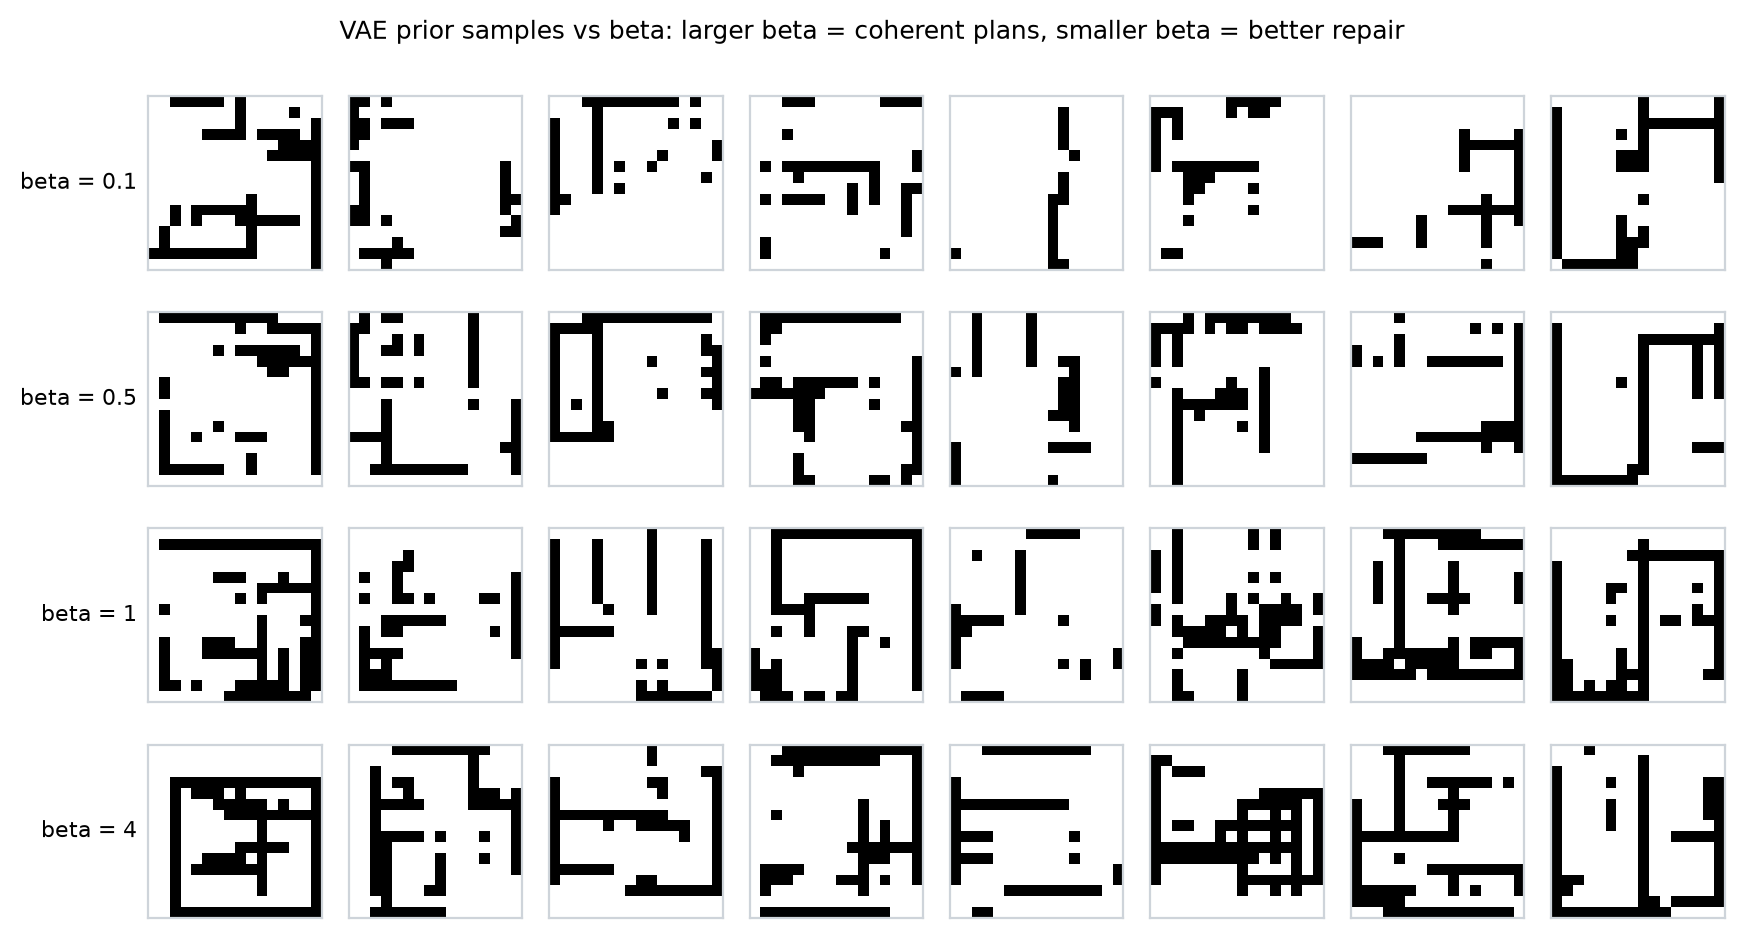 VAE prior samples vs beta: larger beta = coherent plans, smaller beta = better repair
beta = 0.1
beta = 0.5
beta = 1
beta = 4